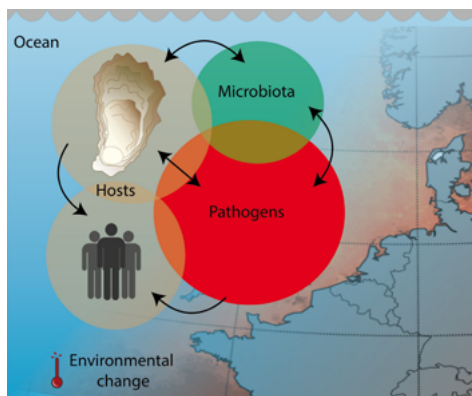 Ocean
Microbiota
Hosts
Pathogens
Environmental
change